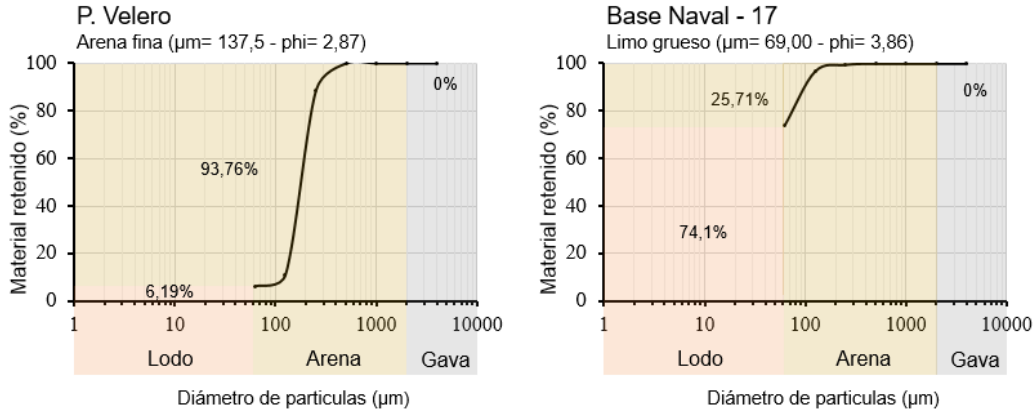 P. Velero
Arena fina (µm= 137,5 - phi= 2,87)
Material retenido (%)
100
80
60
40
20
0
0%
93,76%
6,19%
1
10
100
1000
10000
Lodo
Arena
Gava
Diámetro de particulas (µm)
Base Naval - 17
Limo grueso (µm= 69,00 - phi= 3,86)
Material retenido (%)
100
80
60
40
20
0
0%
25,71%
74,1%
1
10
100
1000
10000
Lodo
Arena
Gava
Diámetro de particulas (µm)